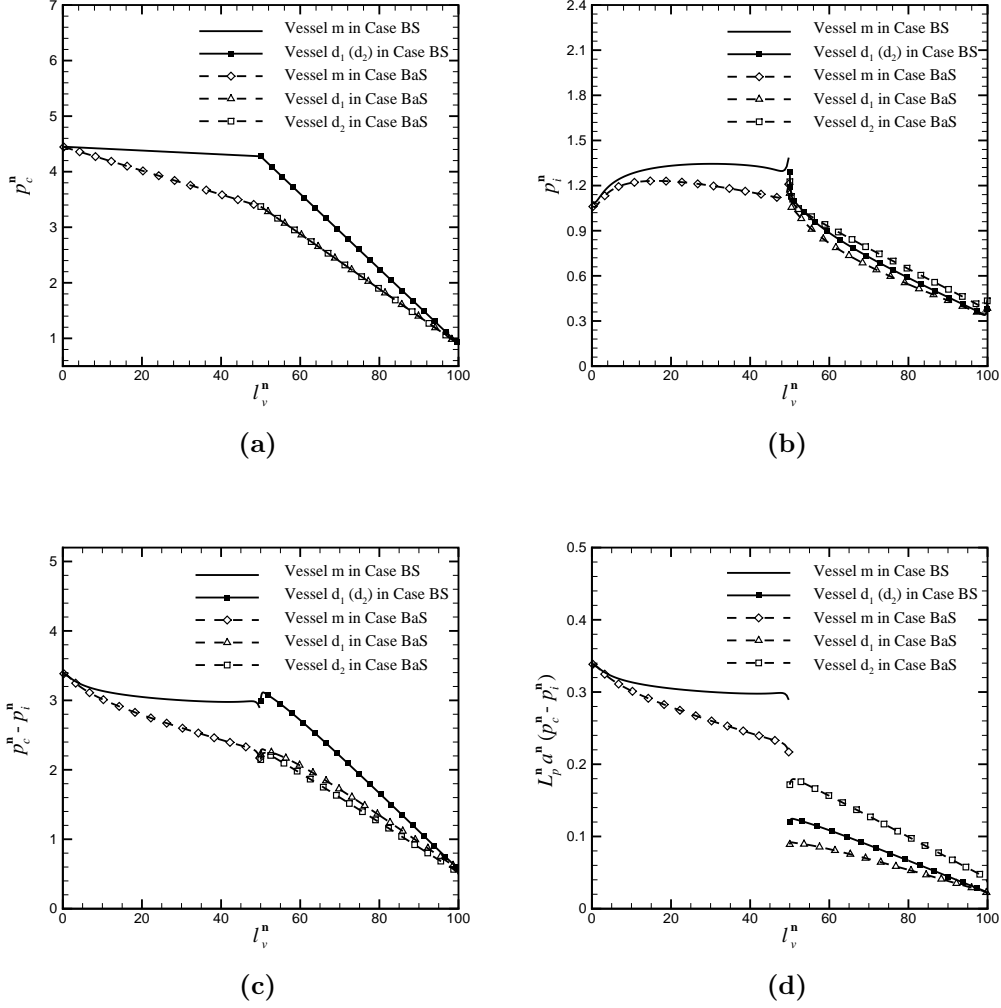 7
6
5
4
3
2
1
0 20 40 60 80 100
p_c^n
l_v^n
Vessel m in Case BS
Vessel d₁ (d₂) in Case BS
Vessel m in Case BaS
Vessel d₁ in Case BaS
Vessel d₂ in Case BaS
(a)
2.4
2.1
1.8
1.5
1.2
0.9
0.6
0.3
0
0 20 40 60 80 100
p_i^n
l_v^n
Vessel m in Case BS
Vessel d₁ (d₂) in Case BS
Vessel m in Case BaS
Vessel d₁ in Case BaS
Vessel d₂ in Case BaS
(b)
5
4
3
2
1
0
0 20 40 60 80 100
p_c^n - p_i^n
l_v^n
Vessel m in Case BS
Vessel d₁ (d₂) in Case BS
Vessel m in Case BaS
Vessel d₁ in Case BaS
Vessel d₂ in Case BaS
(c)
0.5
0.4
0.3
0.2
0.1
0
0 20 40 60 80 100
L_p^n a^n (p_c^n - p_i^n)
l_v^n
Vessel m in Case BS
Vessel d₁ (d₂) in Case BS
Vessel m in Case BaS
Vessel d₁ in Case BaS
Vessel d₂ in Case BaS
(d)